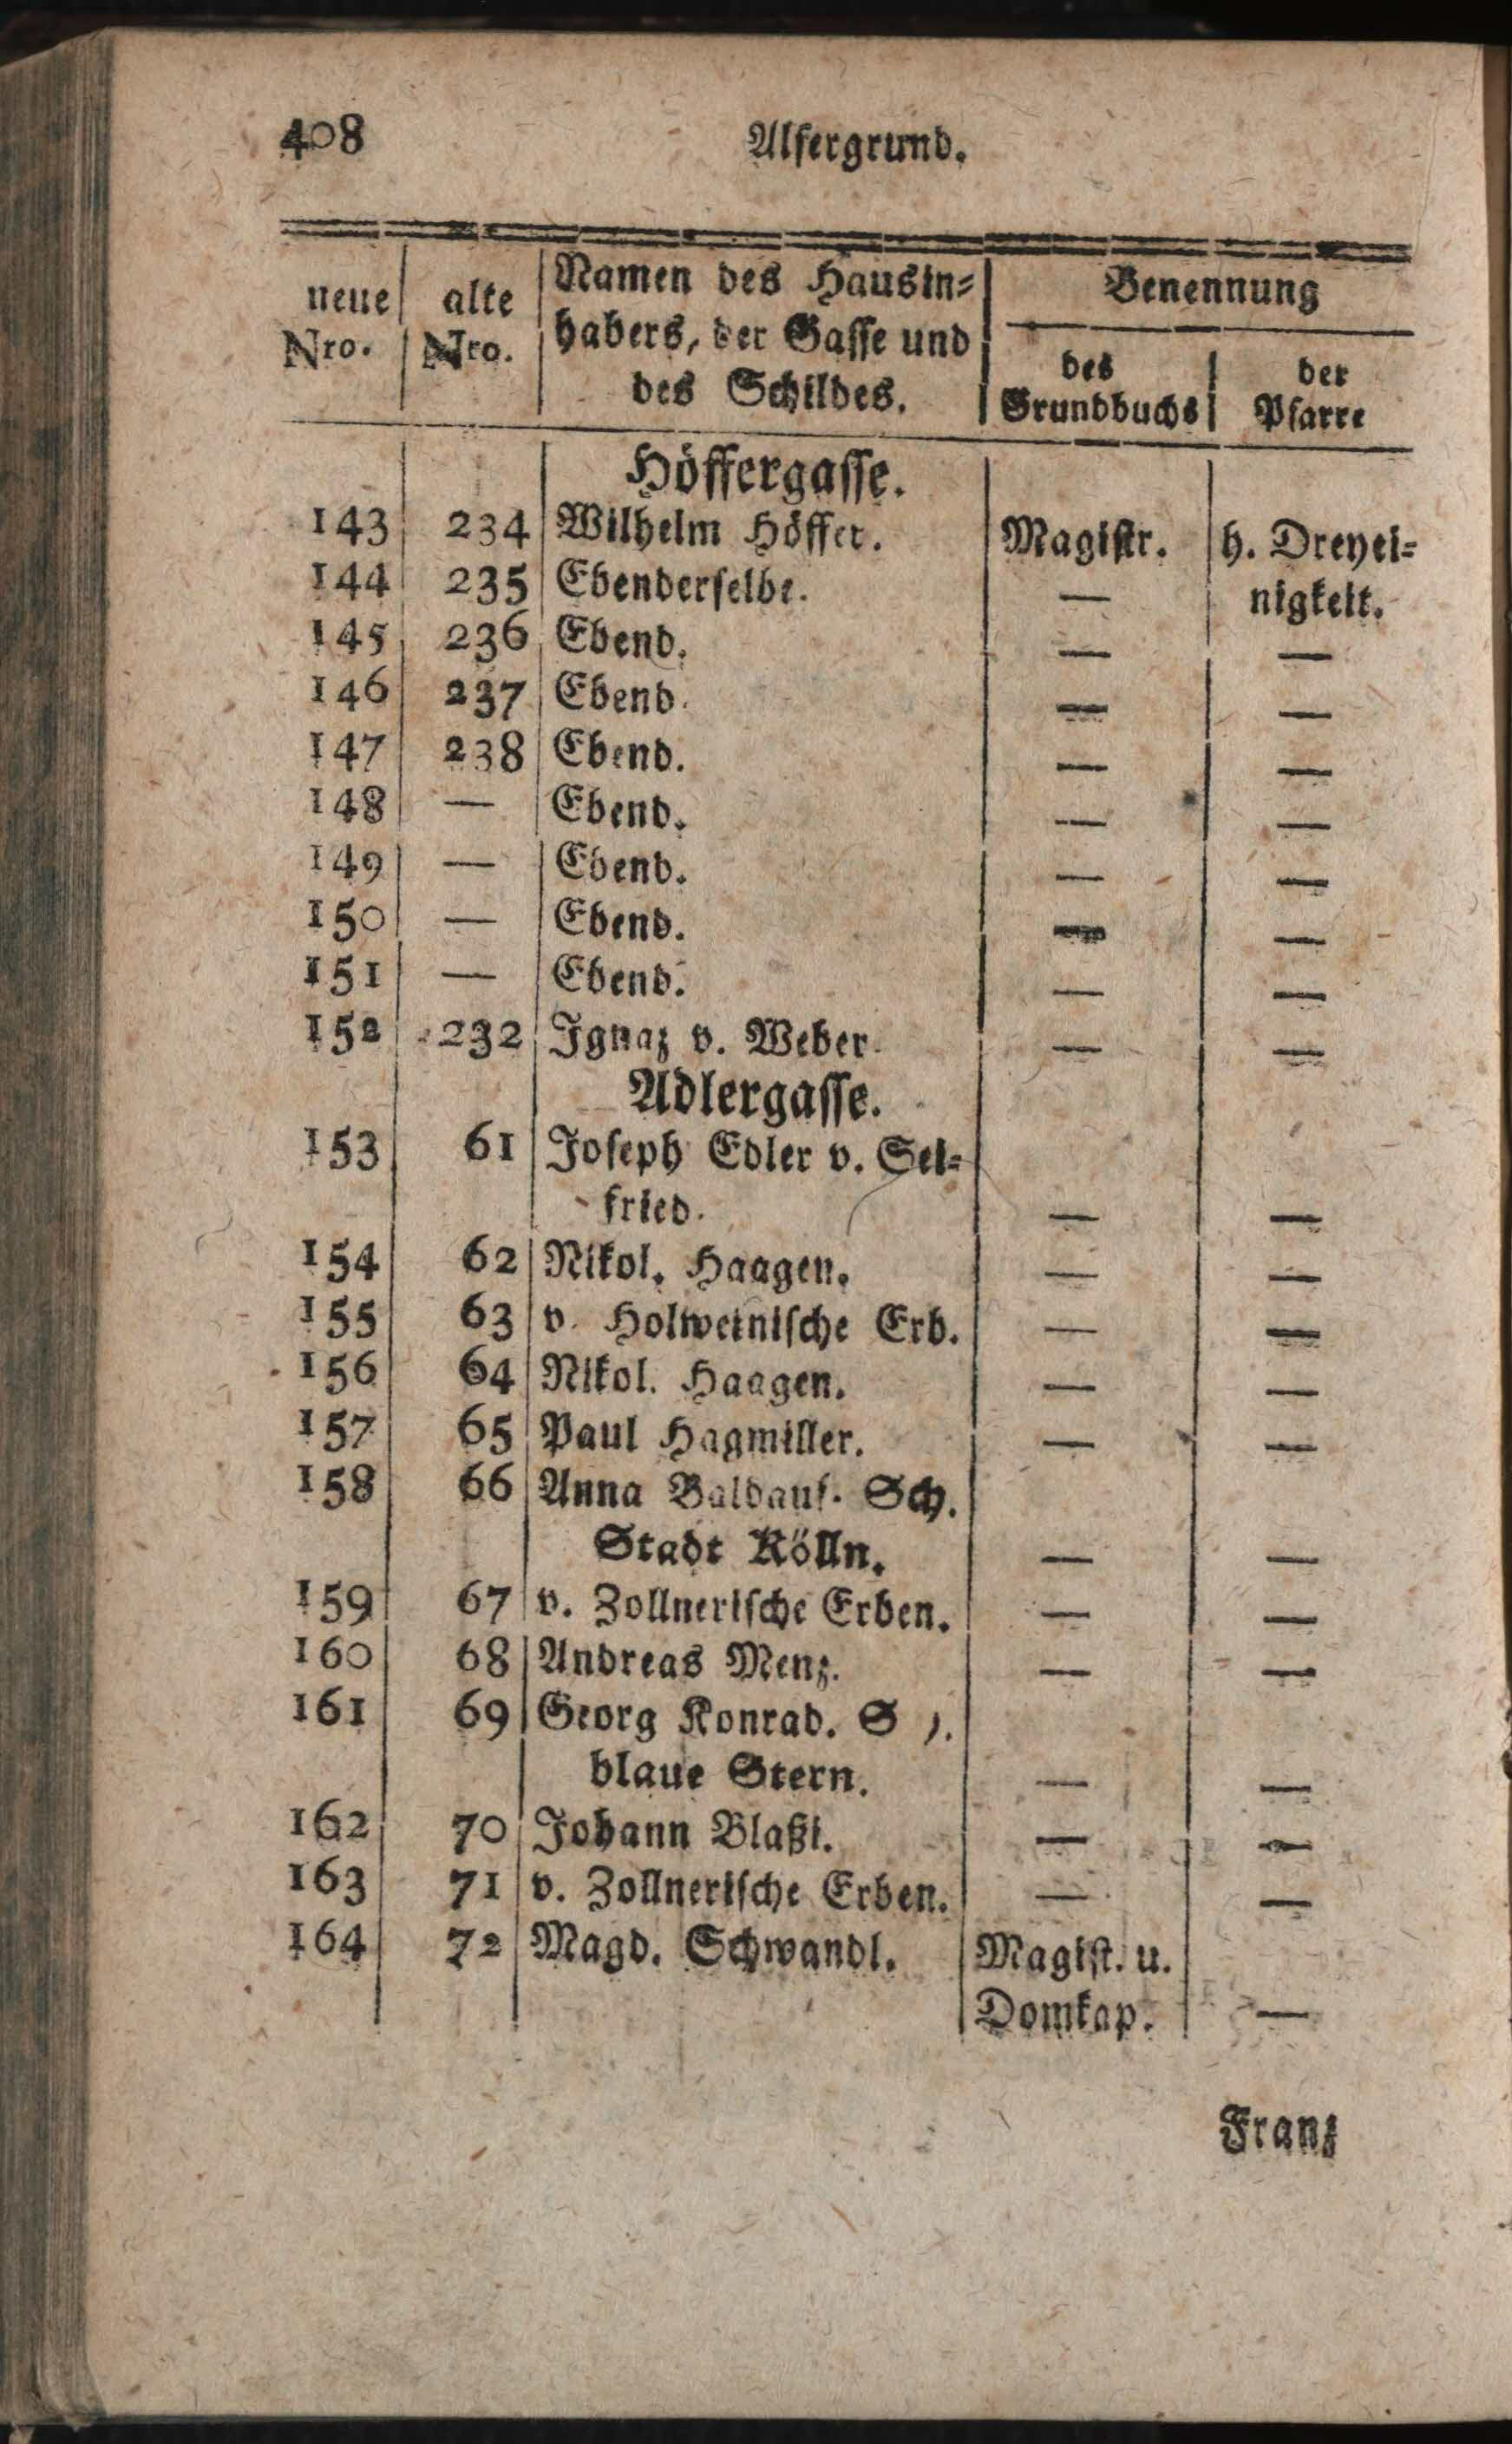 408 Alsergrund.
neue Nro. | alte Nro. | Namen des Hausin=
habers, der Gasse und
des Schildes. | Benennung
des Grundbuchs | der Pfarre
Höffergasse.
143 | 234 | Wilhelm Höffer. | Magistr. | h. Dreyei=
144 | 235 | Ebenderselbe. | — | nigkeit.
145 | 236 | Ebend. | — | —
146 | 237 | Ebend. | — | —
147 | 238 | Ebend. | — | —
148 | — | Ebend. | — | —
149 | — | Ebend. | — | —
150 | — | Ebend. | — | —
151 | — | Ebend. | — | —
152 | 232 | Ignaz v. Weber. | — | —
Adlergasse.
153 | 61 | Joseph Edler v. Sei=
fried. | — | —
154 | 62 | Nikol. Haagen. | — | —
155 | 63 | v. Holweinische Erb. | — | —
156 | 64 | Nikol. Haagen. | — | —
157 | 65 | Paul Hagmiller. | — | —
158 | 66 | Anna Baldauf. Sch.
Stadt Kölln. | — | —
159 | 67 | v. Zollnerische Erben. | — | —
160 | 68 | Andreas Menz. | — | —
161 | 69 | Georg Konrad.
blaue Stern. | — | —
162 | 70 | Johann Blaßi. | — | —
163 | 71 | v. Zollnerische Erben. | — | —
164 | 72 | Magd. Schwandl. | Magist. u.
Domkap. | —
Franz